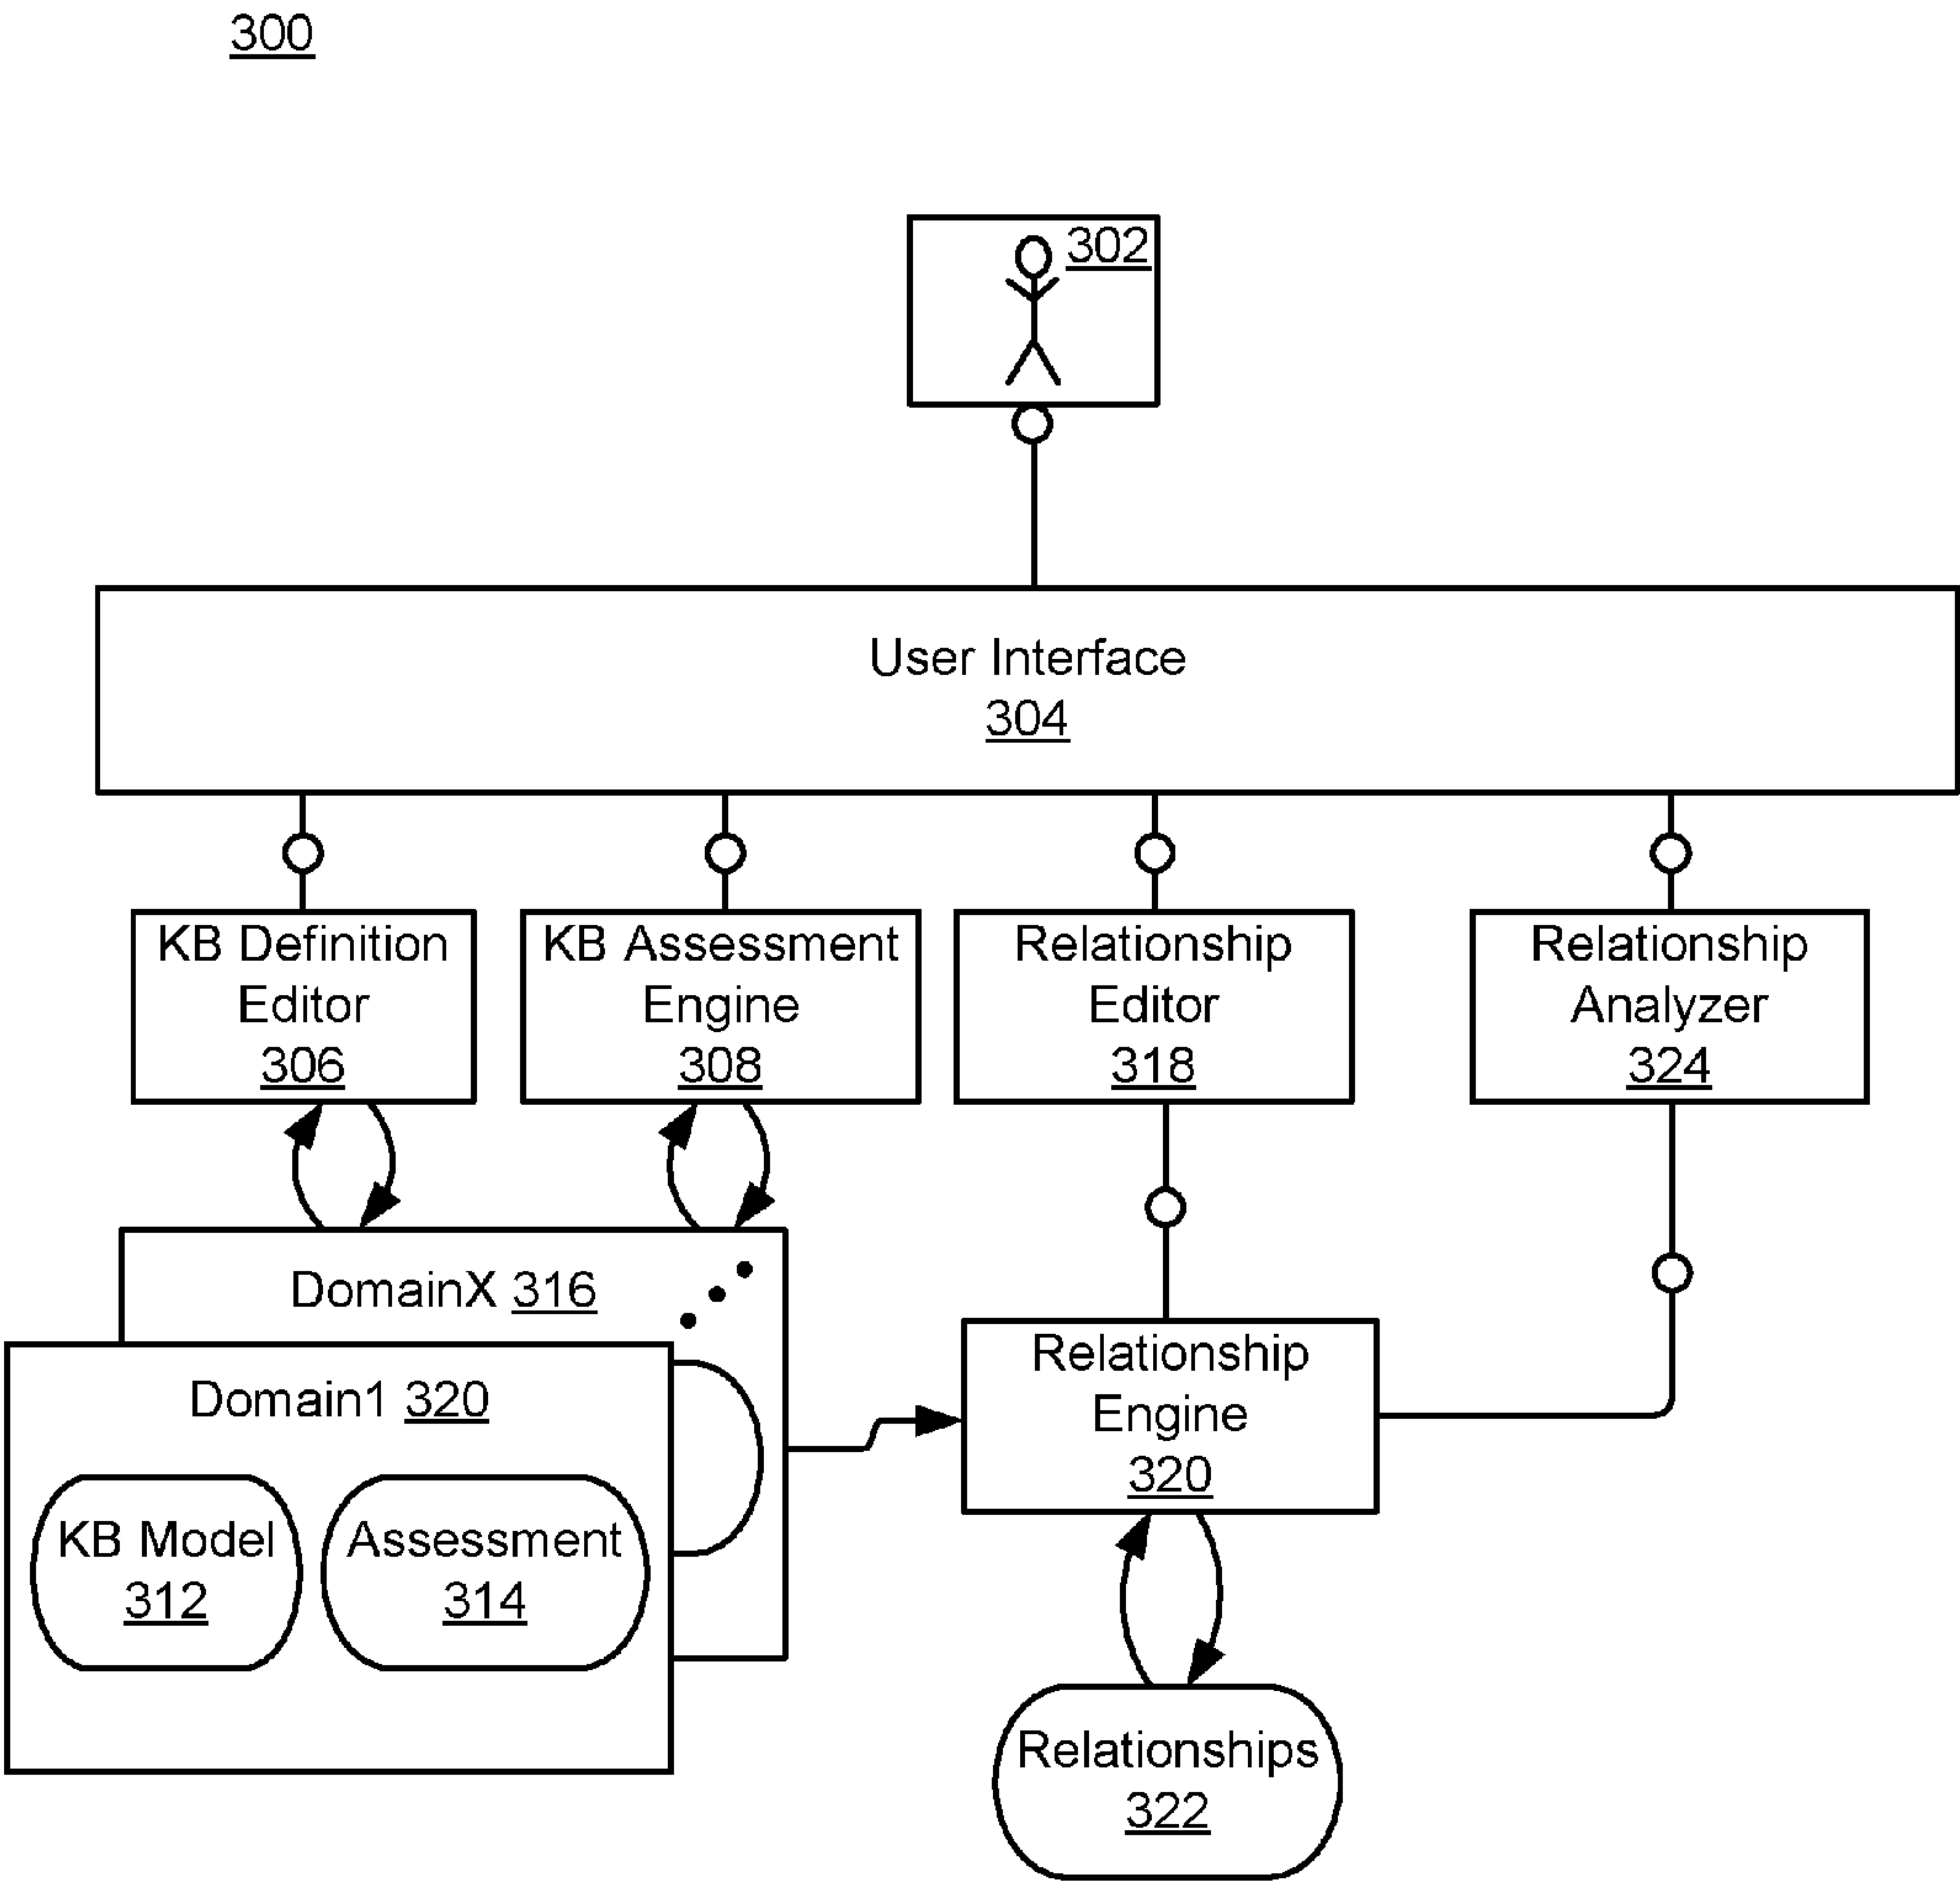 300
302
User Interface
304
KB Definition
Editor
306
KB Assessment
Engine
308
Relationship
Editor
318
Relationship
Analyzer
324
DomainX 316
Domain1 320
KB Model
312
Assessment
314
Relationship
Engine
320
Relationships
322